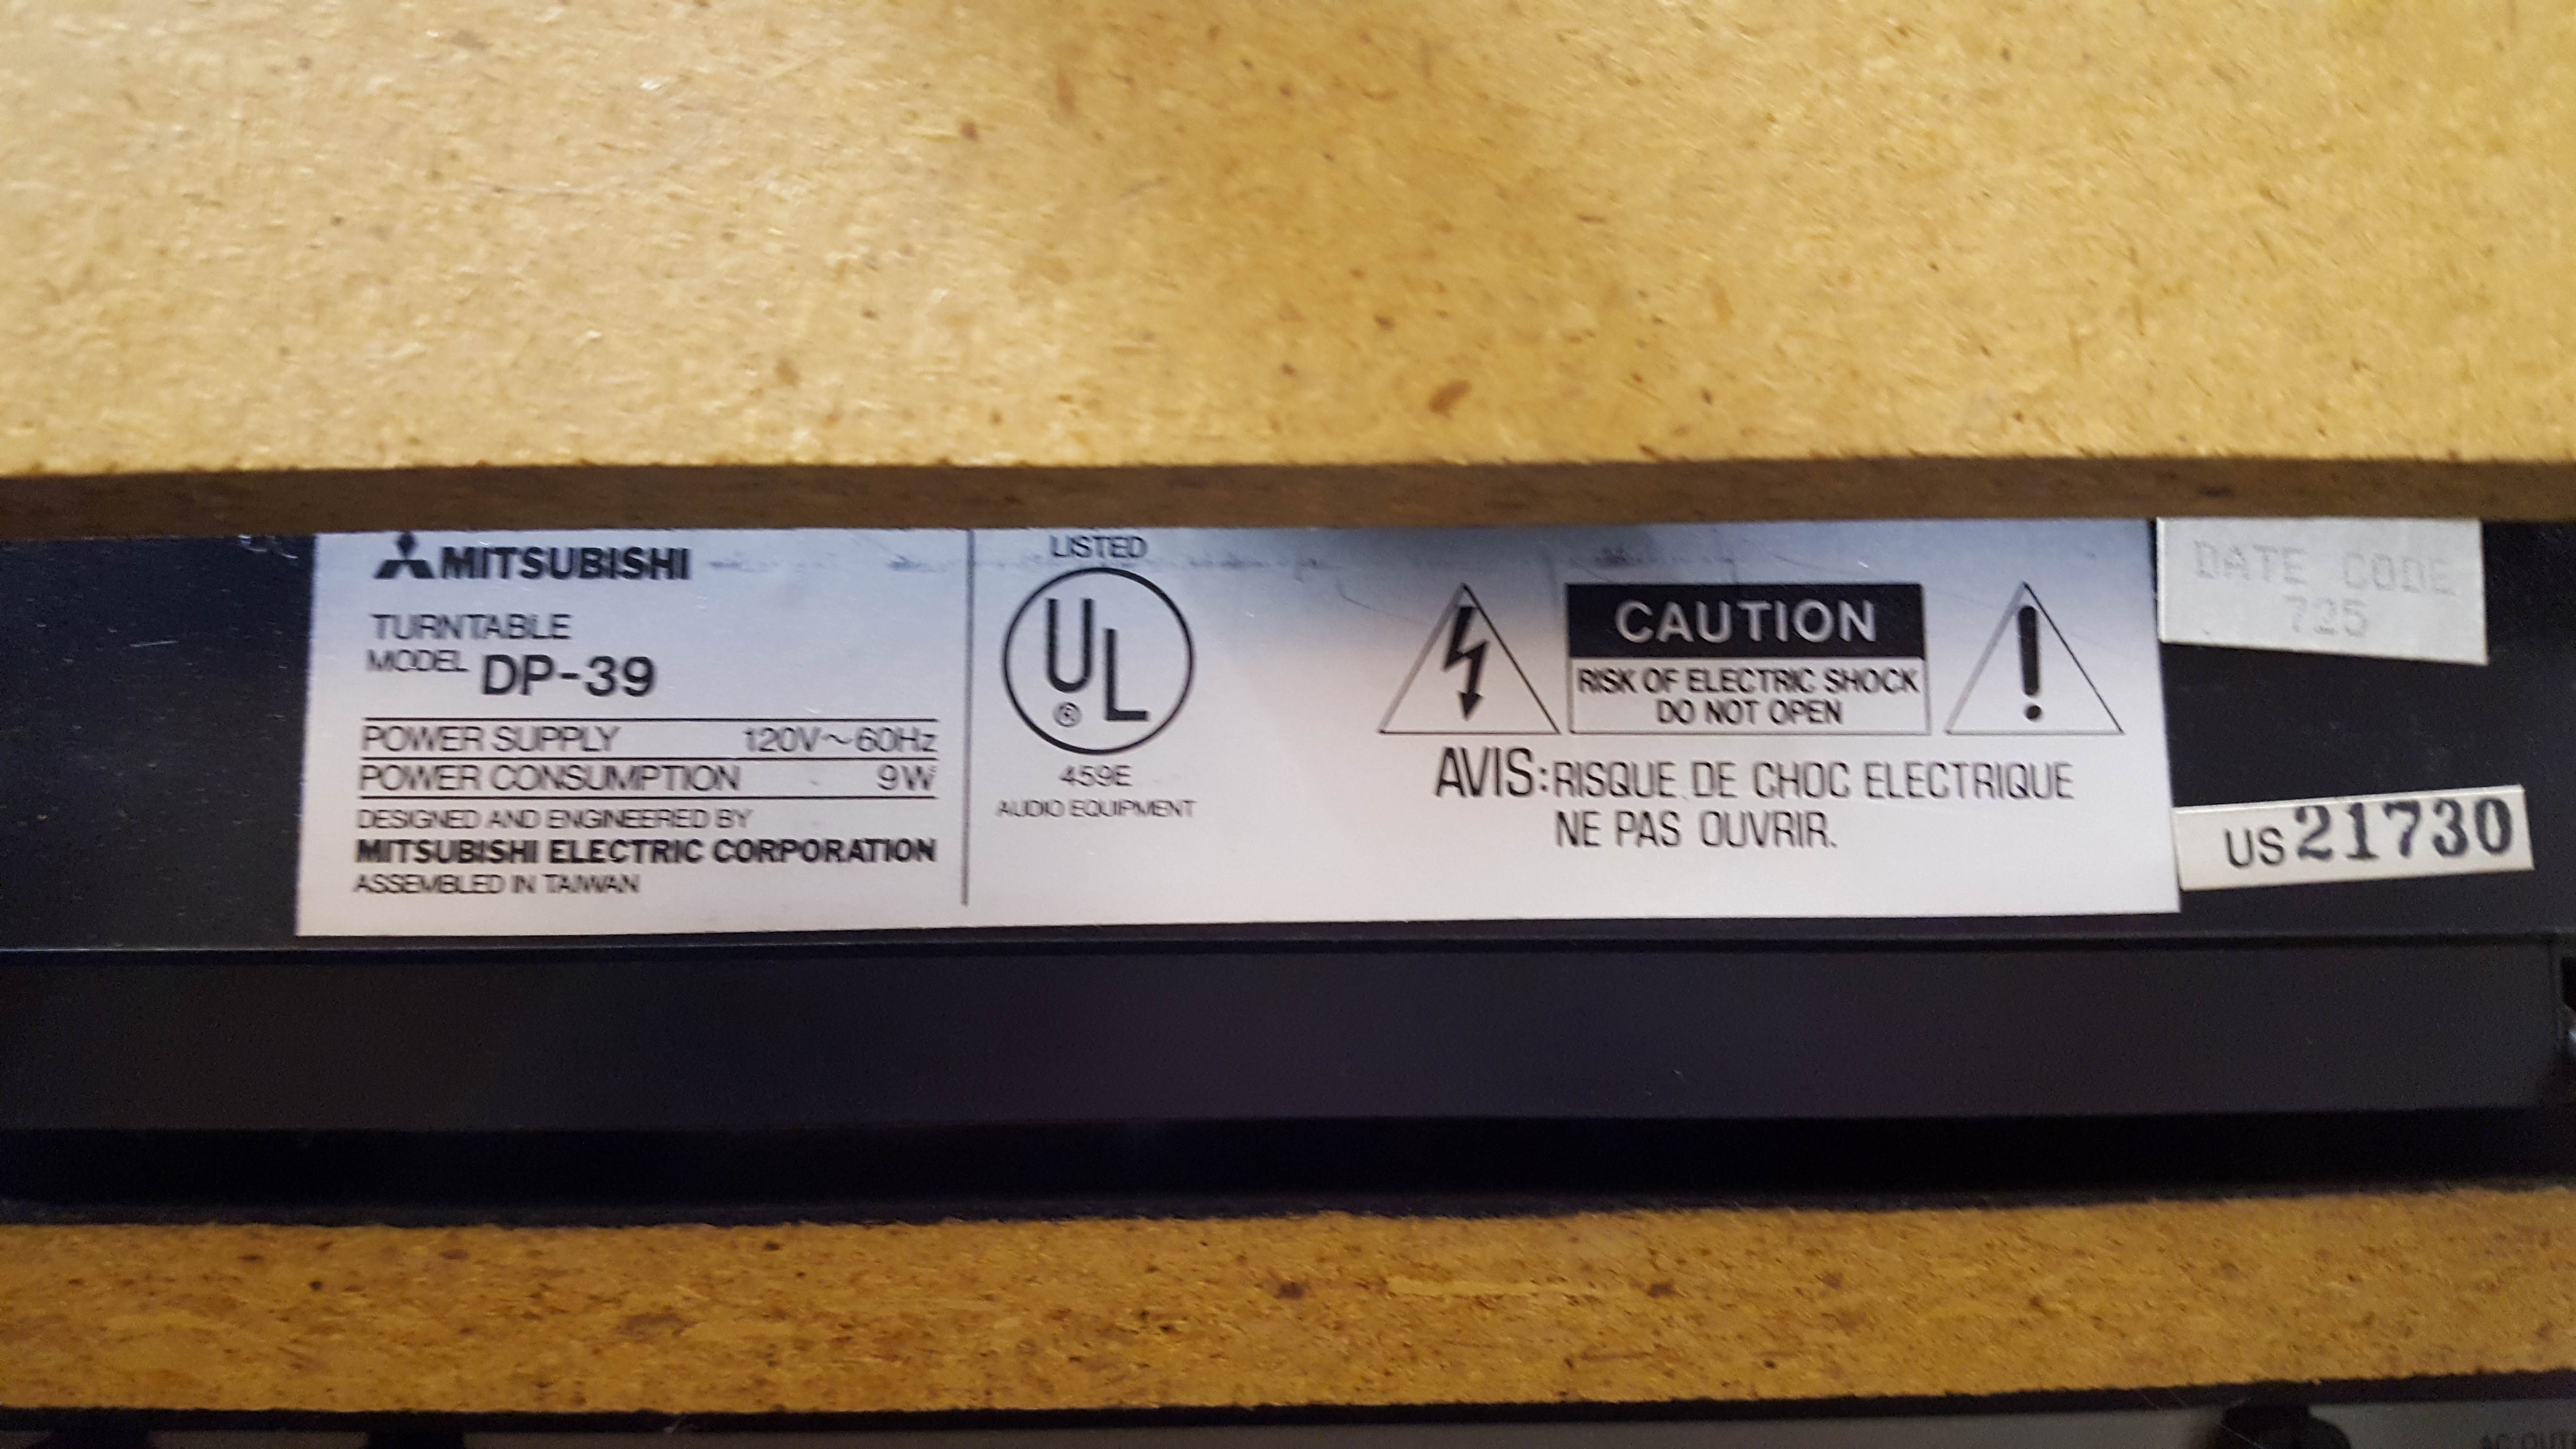 MITSUBISHI
TURNTABLE
MODEL DP-39
POWER SUPPLY 120V~60Hz
POWER CONSUMPTION 9W
DESIGNED AND ENGINEERED BY
MITSUBISHI ELECTRIC CORPORATION
ASSEMBLED IN TAIWAN
LISTED
UL
®
459E
AUDIO EQUIPMENT
CAUTION
RISK OF ELECTRIC SHOCK
DO NOT OPEN
AVIS: RISQUE DE CHOC ELECTRIQUE
NE PAS OUVRIR.
DATE CODE
725
US 21730